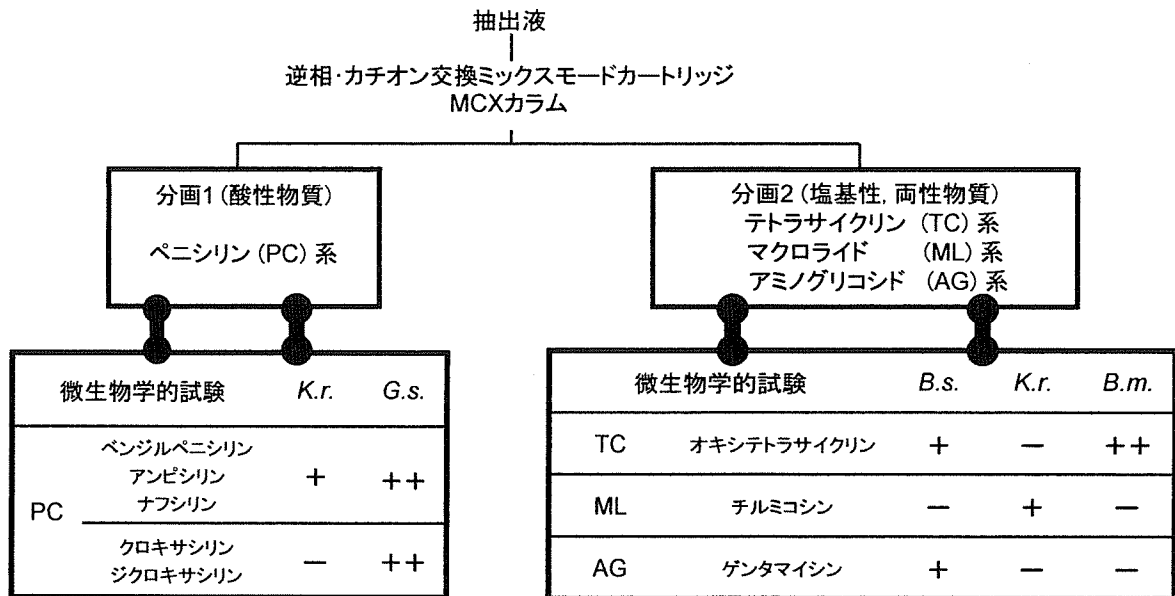 抽出液
逆相・カチオン交換ミックスモードカートリッジ
MCXカラム
分画1 (酸性物質)
ペニシリン (PC) 系
分画2 (塩基性, 両性物質)
テトラサイクリン (TC) 系
マクロライド (ML) 系
アミノグリコシド (AG) 系
微生物学的試験 K.r. G.s.
PC
ベンジルペニシリン
アンピシリン + ++
ナフシリン
クロキサシリン
ジクロキサシリン − ++
微生物学的試験 B.s. K.r. B.m.
TC オキシテトラサイクリン + − ++
ML チルミコシン − + −
AG ゲンタマイシン + − −